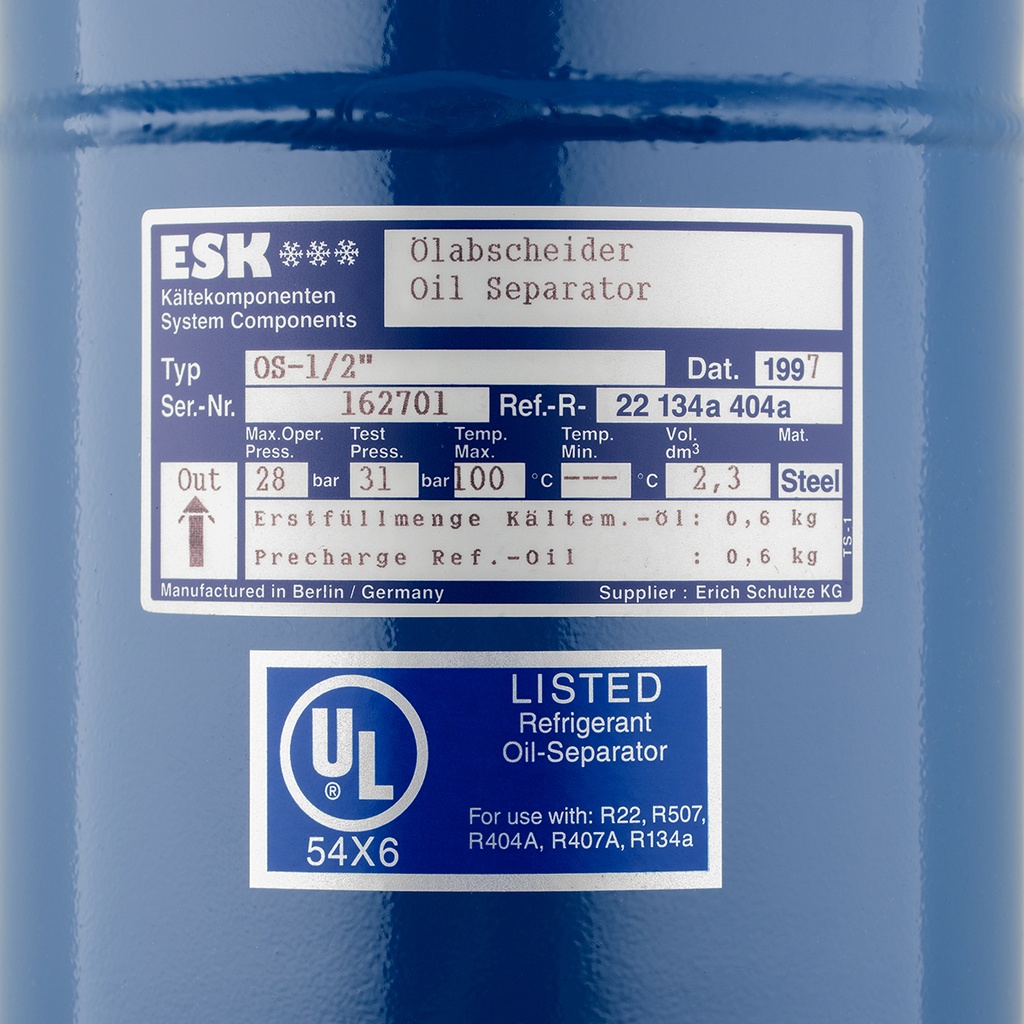 ESK
Ölabscheider
Oil Separator
Kältekomponenten
System Components
Typ OS-1/2" Dat. 1997
Ser.-Nr. 162701 Ref.-R- 22 134a 404a
Max.Oper. Press. Test Press. Temp. Max. Temp. Min. Vol. dm³ Mat.
Out 28 bar 31 bar 100 °C --- °C 2,3 Steel
Erstfüllmenge Kältem.-öl: 0,6 kg
Precharge Ref.-Oil : 0,6 kg
TS-1
Manufactured in Berlin / Germany Supplier : Erich Schultze KG
UL ®
54X6
LISTED
Refrigerant
Oil-Separator
For use with: R22, R507,
R404A, R407A, R134a